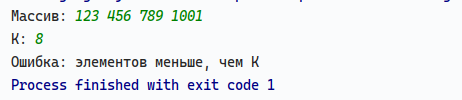 Массив: 123 456 789 1001
K: 8
Ошибка: элементов меньше, чем K
Process finished with exit code 1